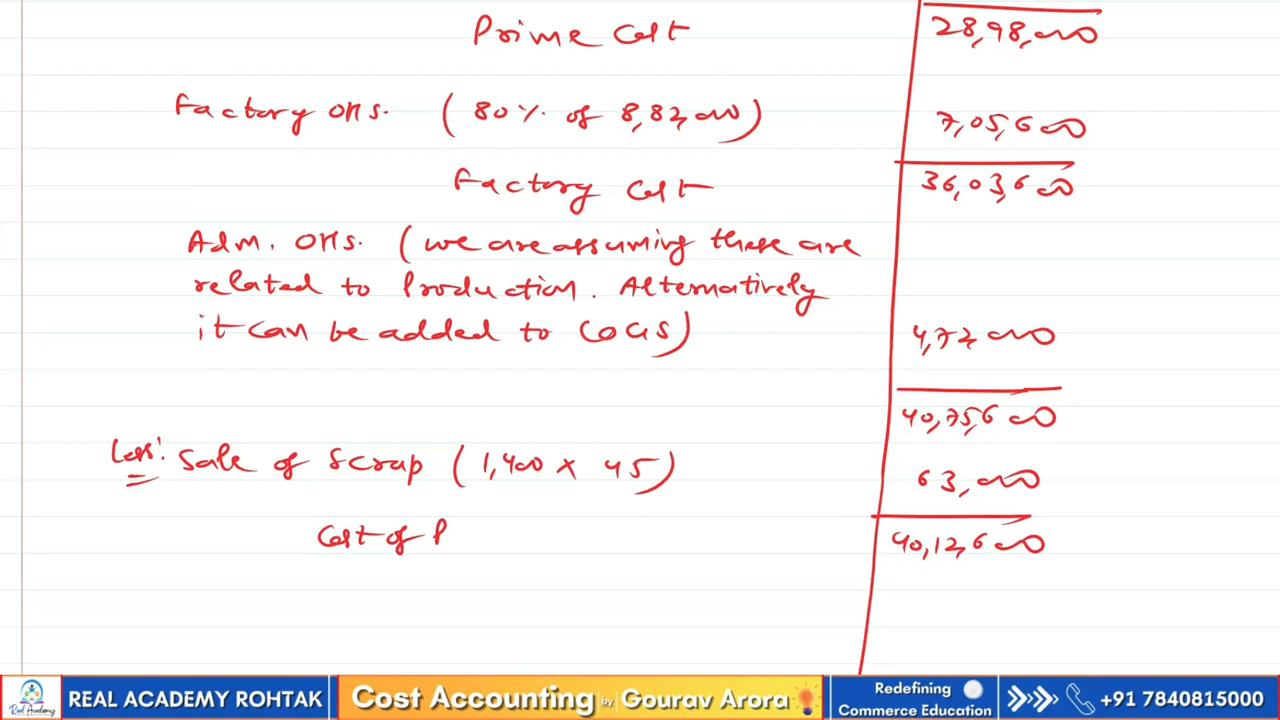 Prime Cost 28,98,000
Factory OHs. (80% of 8,82,000) 7,05,600
Factory Cost 36,03,600
Adm. OHs. (we are assuming these are
related to Production. Alternatively
it can be added to COGS) 4,72,000
40,75,600
Less: Sale of Scrap (1,400 x 45) 63,000
Cost of P 40,12,600
Real Academy
REAL ACADEMY ROHTAK
Cost Accounting by Gourav Arora
Redefining
Commerce Education
+91 7840815000